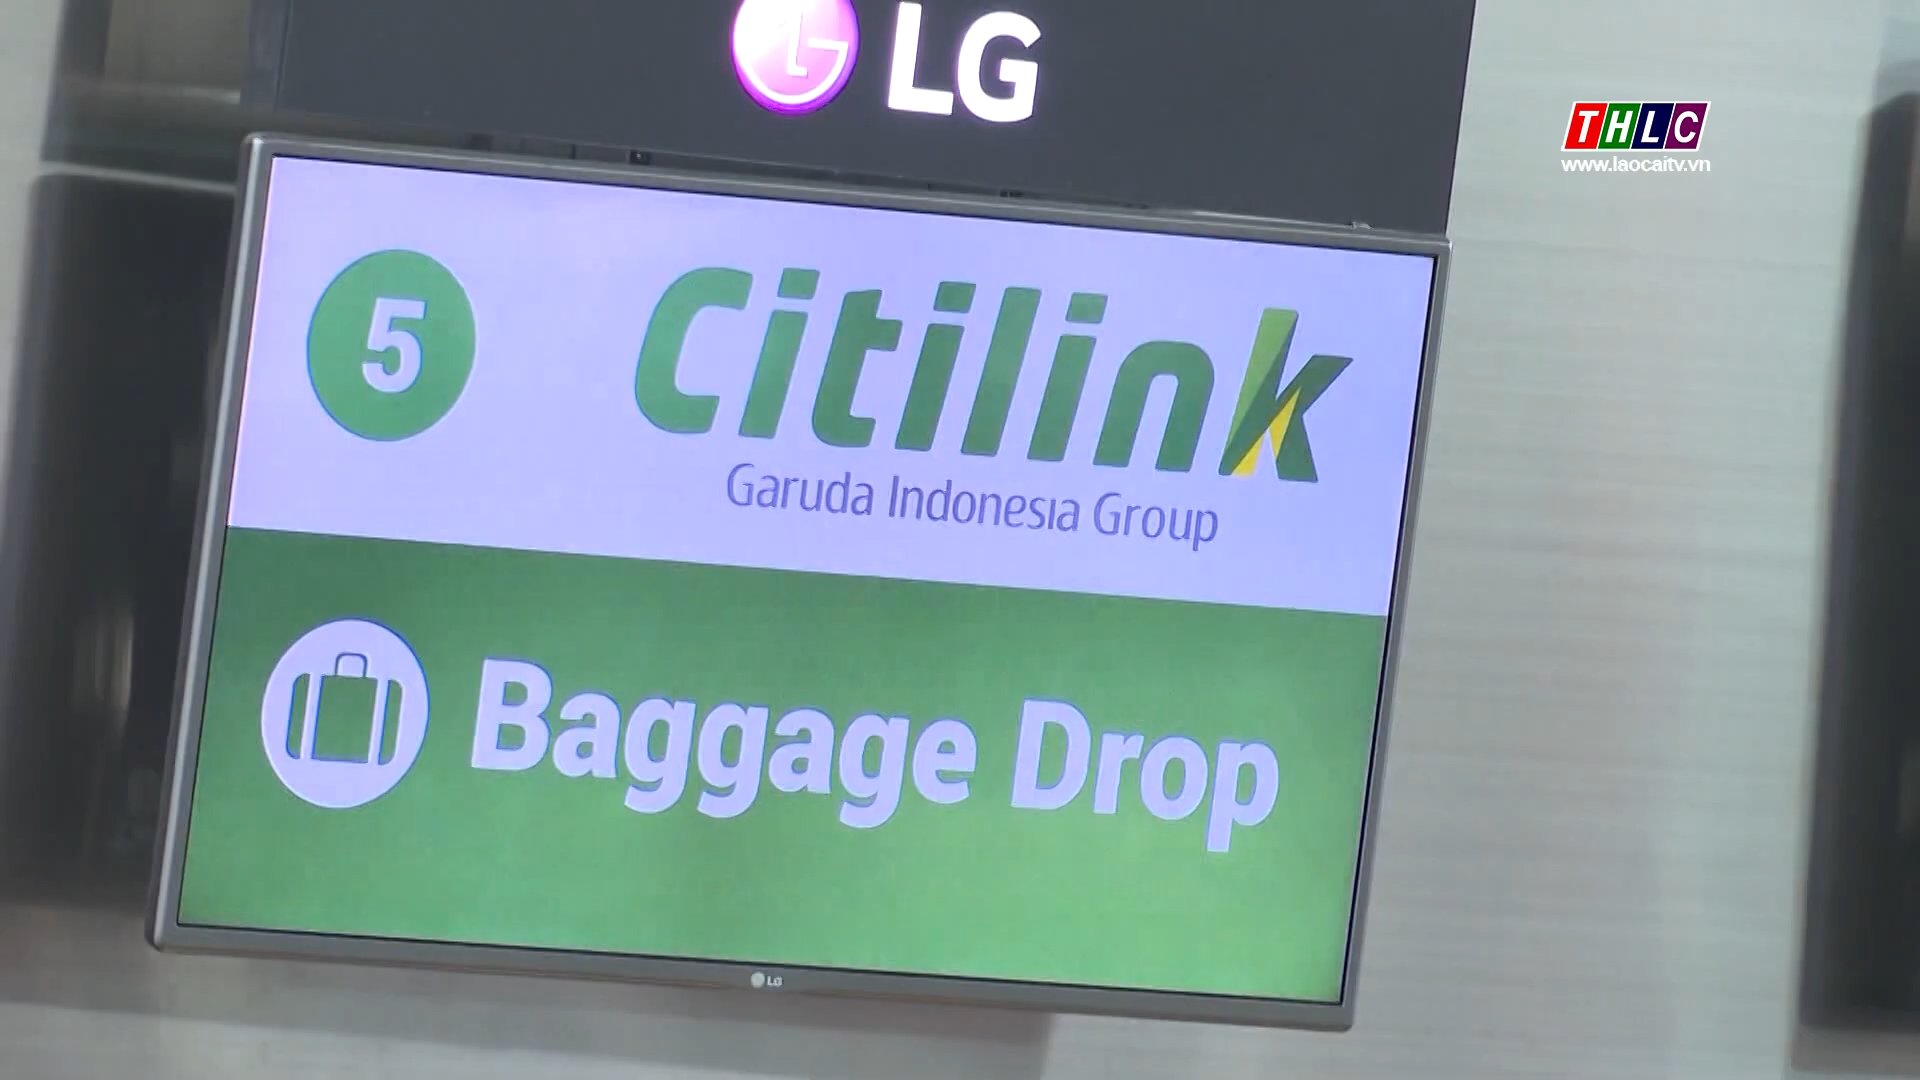 LG
THLC
www.laocaitv.vn
5
Citilink
Garuda Indonesia Group
Baggage Drop
LG